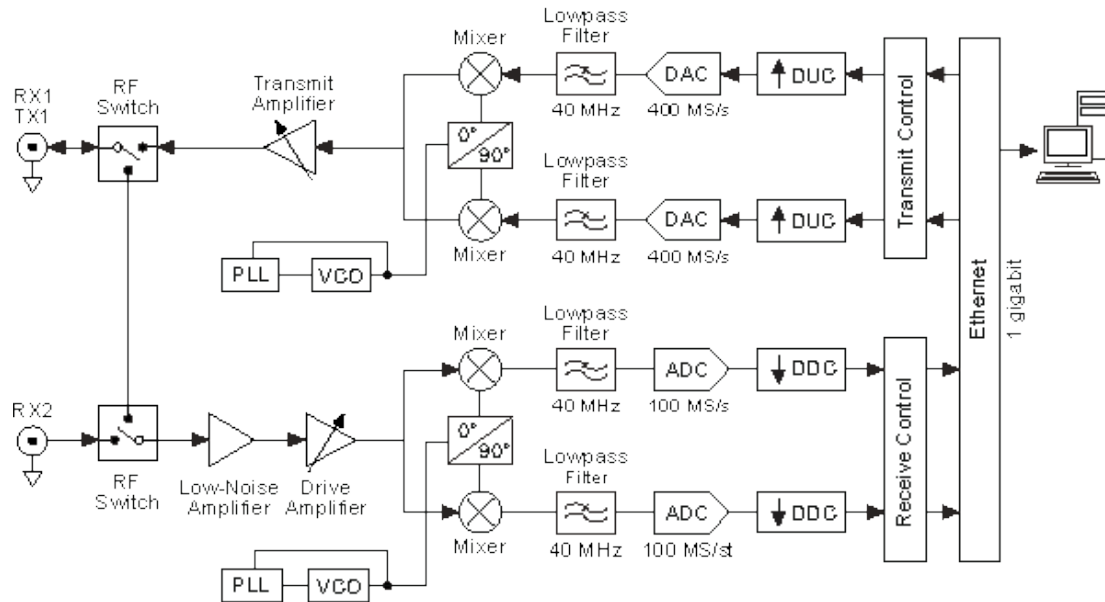 Lowpass
Filter
Mixer
DAC
DUC
40 MHz
400 MS/s
Transmit
Amplifier
RX1
TX1
RF
Switch
0°
90°
Lowpass
Filter
DAC
DUC
Mixer
40 MHz
400 MS/s
PLL
VCO
Transmit Control
Ethernet
1 gigabit
Lowpass
Filter
Mixer
ADC
DDC
40 MHz
100 MS/s
RX2
RF
Switch
Low-Noise
Amplifier
Drive
Amplifier
0°
90°
Lowpass
Filter
ADC
DDC
Mixer
40 MHz
100 MS/st
PLL
VCO
Receive Control